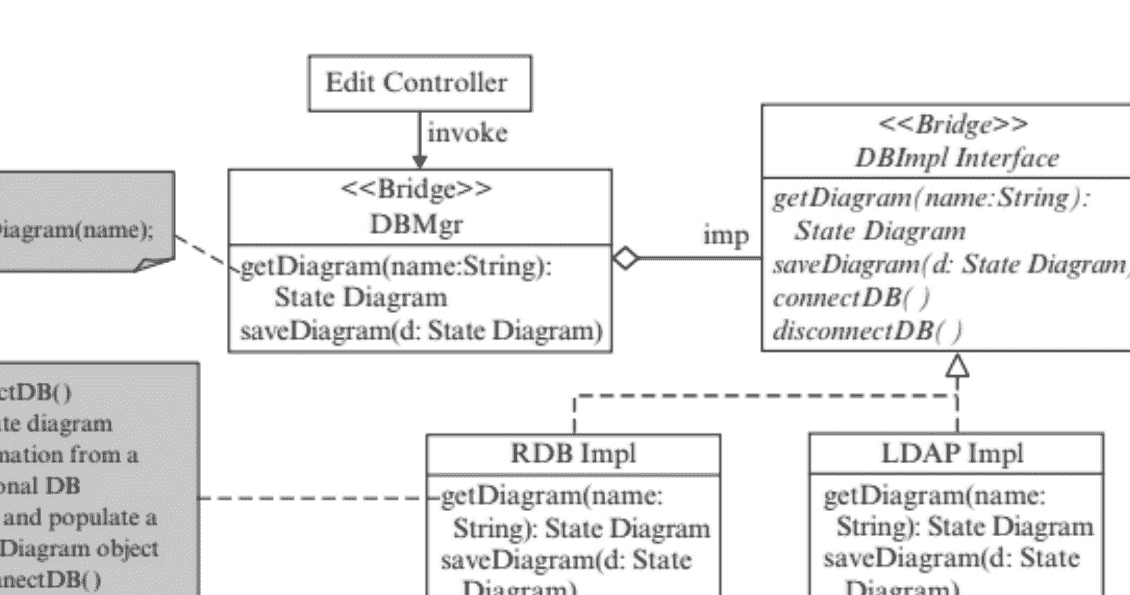 Edit Controller
invoke
<<Bridge>>
DBMgr
getDiagram(name:String):
State Diagram
saveDiagram(d: State Diagram)
imp
<<Bridge>>
DBImpl Interface
getDiagram(name:String):
State Diagram
saveDiagram(d: State Diagram)
connectDB( )
disconnectDB( )
iagram(name);
ctDB()
te diagram
mation from a
onal DB
and populate a
Diagram object
nnectDB()
RDB Impl
getDiagram(name:
String): State Diagram
saveDiagram(d: State
Diagram)
LDAP Impl
getDiagram(name:
String): State Diagram
saveDiagram(d: State
Diagram)